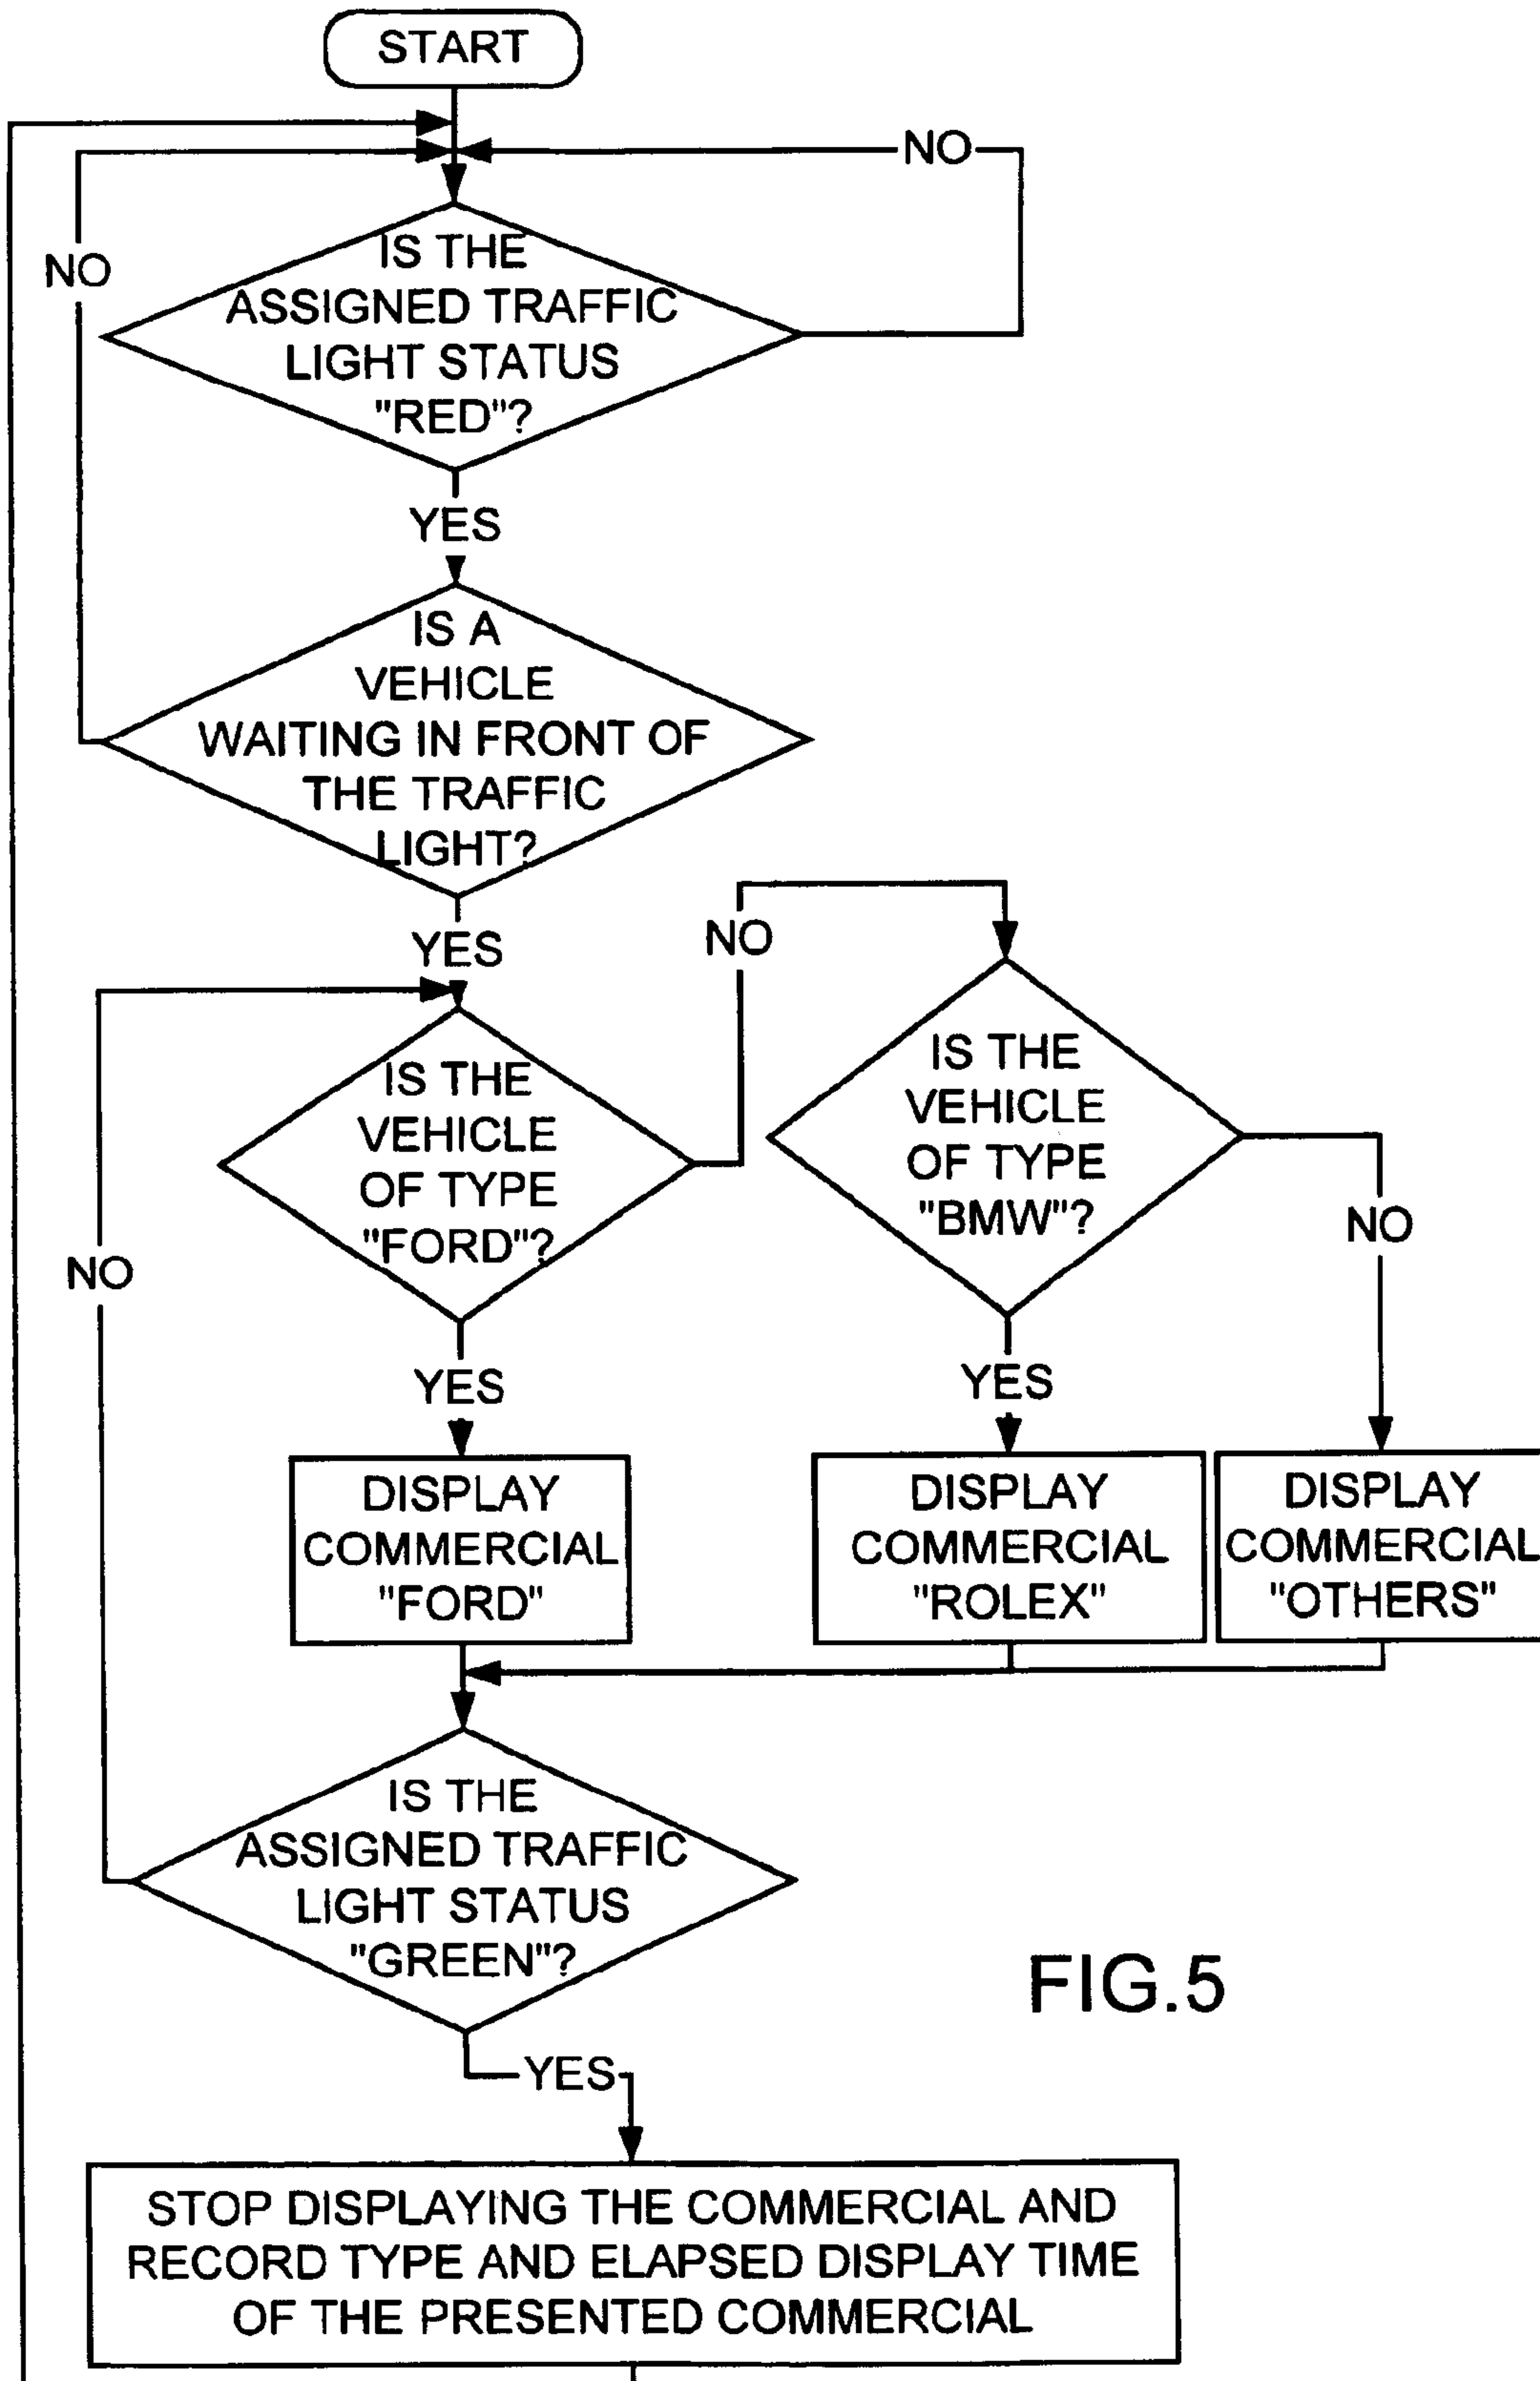 START
NO
NO
IS THE
ASSIGNED TRAFFIC
LIGHT STATUS
"RED"?
YES
IS A
VEHICLE
WAITING IN FRONT OF
THE TRAFFIC
LIGHT?
YES
NO
IS THE
VEHICLE
OF TYPE
"FORD"?
IS THE
VEHICLE
OF TYPE
"BMW"?
NO
NO
YES
YES
DISPLAY
COMMERCIAL
"FORD"
DISPLAY
COMMERCIAL
"ROLEX"
DISPLAY
COMMERCIAL
"OTHERS"
IS THE
ASSIGNED TRAFFIC
LIGHT STATUS
"GREEN"?
FIG.5
YES
STOP DISPLAYING THE COMMERCIAL AND
RECORD TYPE AND ELAPSED DISPLAY TIME
OF THE PRESENTED COMMERCIAL